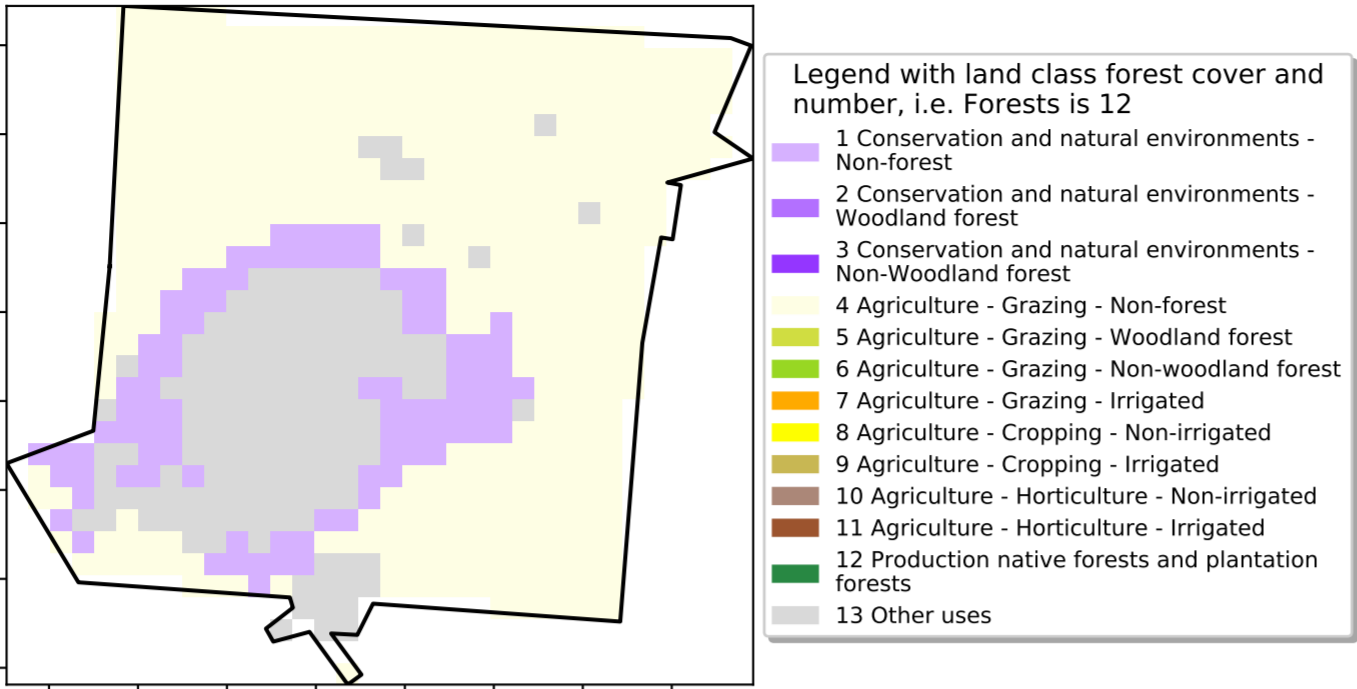 Legend with land class forest cover and
number, i.e. Forests is 12
1 Conservation and natural environments -
Non-forest
2 Conservation and natural environments -
Woodland forest
3 Conservation and natural environments -
Non-Woodland forest
4 Agriculture - Grazing - Non-forest
5 Agriculture - Grazing - Woodland forest
6 Agriculture - Grazing - Non-woodland forest
7 Agriculture - Grazing - Irrigated
8 Agriculture - Cropping - Non-irrigated
9 Agriculture - Cropping - Irrigated
10 Agriculture - Horticulture - Non-irrigated
11 Agriculture - Horticulture - Irrigated
12 Production native forests and plantation
forests
13 Other uses